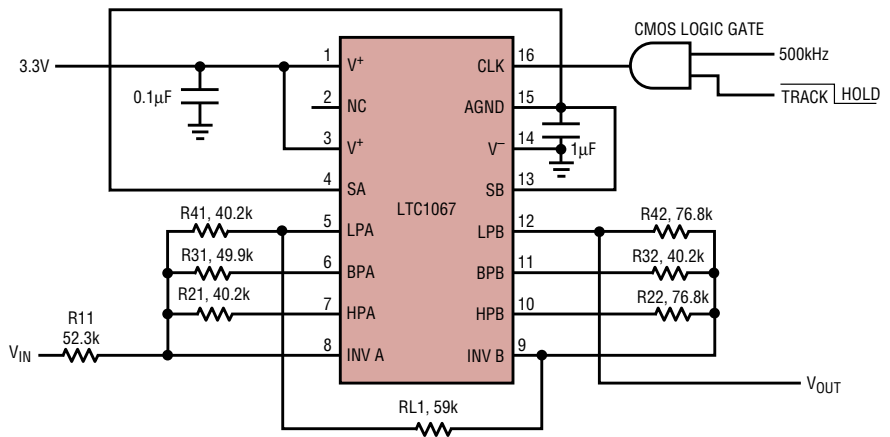 CMOS LOGIC GATE
3.3V
0.1µF
1 V+
2 NC
3 V+
4 SA
5 LPA
6 BPA
7 HPA
8 INV A
LTC1067
CLK 16
AGND 15
V− 14
SB 13
LPB 12
BPB 11
HPB 10
INV B 9
500kHz
TRACK HOLD
1µF
R41, 40.2k
R31, 49.9k
R21, 40.2k
R11
52.3k
VIN
R42, 76.8k
R32, 40.2k
R22, 76.8k
VOUT
RL1, 59k